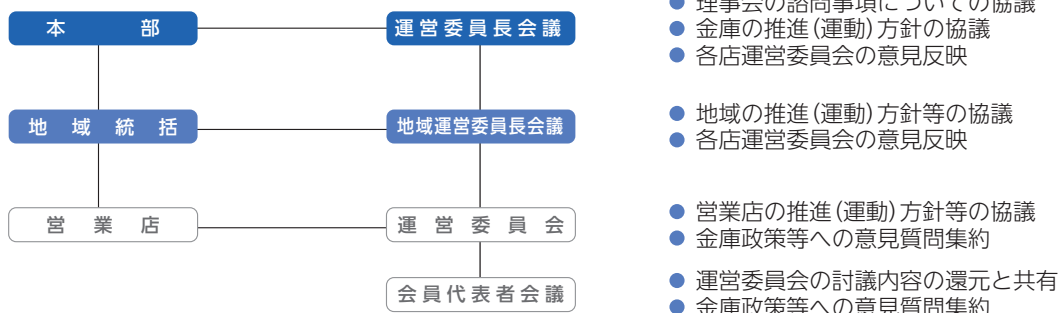 ● 理事会の諮問事項についての協議
本部 運営委員長会議
● 金庫の推進(運動)方針の協議
● 各店運営委員会の意見反映
地域統括 地域運営委員長会議
● 地域の推進(運動)方針等の協議
● 各店運営委員会の意見反映
営業店 運営委員会
● 営業店の推進(運動)方針等の協議
● 金庫政策等への意見質問集約
会員代表者会議
● 運営委員会の討議内容の還元と共有
● 金庫政策等への意見質問集約